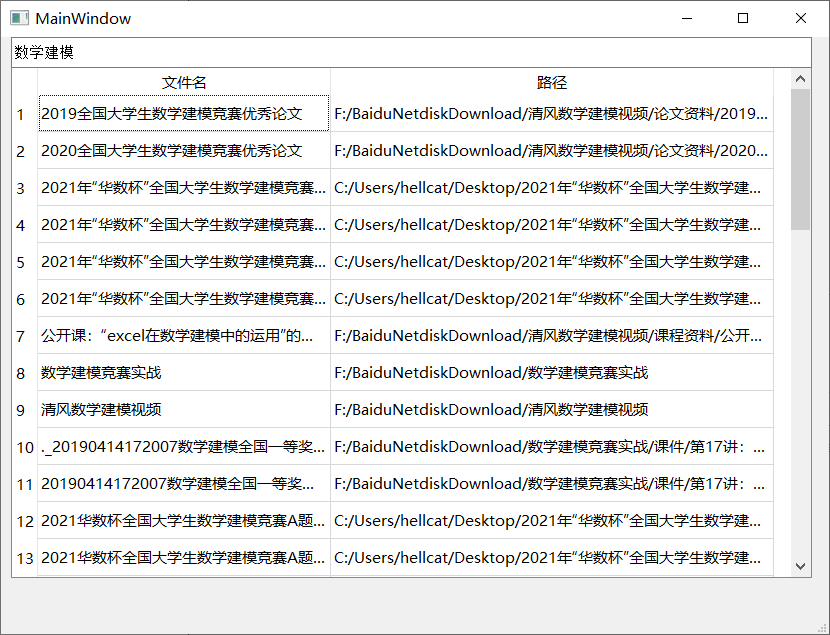 MainWindow
数学建模
文件名 路径
1 2019全国大学生数学建模竞赛优秀论文 F:/BaiduNetdiskDownload/清风数学建模视频/论文资料/2019...
2 2020全国大学生数学建模竞赛优秀论文 F:/BaiduNetdiskDownload/清风数学建模视频/论文资料/2020...
3 2021年“华数杯”全国大学生数学建模竞赛... C:/Users/hellcat/Desktop/2021年“华数杯”全国大学生数学建...
4 2021年“华数杯”全国大学生数学建模竞赛... C:/Users/hellcat/Desktop/2021年“华数杯”全国大学生数学建...
5 2021年“华数杯”全国大学生数学建模竞赛... C:/Users/hellcat/Desktop/2021年“华数杯”全国大学生数学建...
6 2021年“华数杯”全国大学生数学建模竞赛... C:/Users/hellcat/Desktop/2021年“华数杯”全国大学生数学建...
7 公开课：“excel在数学建模中的运用”的... F:/BaiduNetdiskDownload/清风数学建模视频/课程资料/公开...
8 数学建模竞赛实战 F:/BaiduNetdiskDownload/数学建模竞赛实战
9 清风数学建模视频 F:/BaiduNetdiskDownload/清风数学建模视频
10 ._20190414172007数学建模全国一等奖... F:/BaiduNetdiskDownload/数学建模竞赛实战/课件/第17讲：...
11 20190414172007数学建模全国一等奖... F:/BaiduNetdiskDownload/数学建模竞赛实战/课件/第17讲：...
12 2021华数杯全国大学生数学建模竞赛A题... C:/Users/hellcat/Desktop/2021年“华数杯”全国大学生数学建...
13 2021华数杯全国大学生数学建模竞赛A题... C:/Users/hellcat/Desktop/2021年“华数杯”全国大学生数学建...